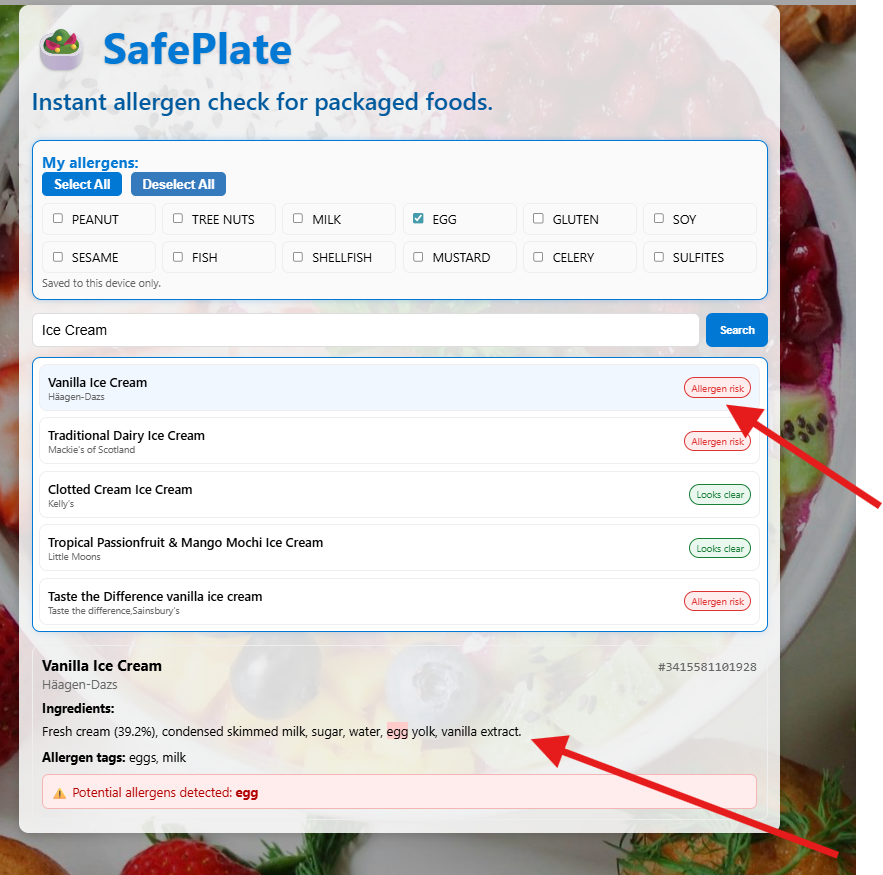 SafePlate
Instant allergen check for packaged foods.
My allergens:
Select All Deselect All
PEANUT TREE NUTS MILK EGG GLUTEN SOY
SESAME FISH SHELLFISH MUSTARD CELERY SULFITES
Saved to this device only.
Ice Cream Search
Vanilla Ice Cream
Häagen-Dazs
Allergen risk
Traditional Dairy Ice Cream
Mackie's of Scotland
Allergen risk
Clotted Cream Ice Cream
Kelly's
Looks clear
Tropical Passionfruit & Mango Mochi Ice Cream
Little Moons
Looks clear
Taste the Difference vanilla ice cream
Taste the difference,Sainsbury's
Allergen risk
Vanilla Ice Cream #3415581101928
Häagen-Dazs
Ingredients:
Fresh cream (39.2%), condensed skimmed milk, sugar, water, egg yolk, vanilla extract.
Allergen tags: eggs, milk
Potential allergens detected: egg